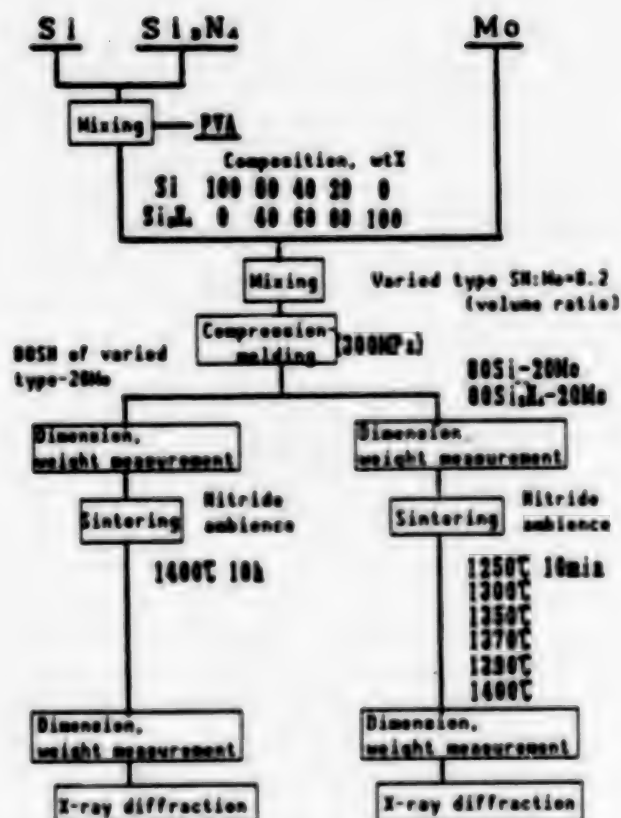 Si Si₃N₄ Mo
Mixing PVA
Composition, wt%
Si 100 60 40 20 0
Si₃N₄ 0 40 60 80 100
Mixing
Varied type SN:Mo=8.2
(volume ratio)
Compression
molding
(300MPa)
80SN of varied
type-20Mo
80Si-20Mo
80Si₃N₄-20Mo
Dimension,
weight measurement
Dimension,
weight measurement
Sintering
Nitride
ambience
Sintering
Nitride
ambience
1400℃ 10h
1250℃ 10min
1300℃
1350℃
1370℃
1390℃
1400℃
Dimension,
weight measurement
Dimension,
weight measurement
X-ray diffraction
X-ray diffraction